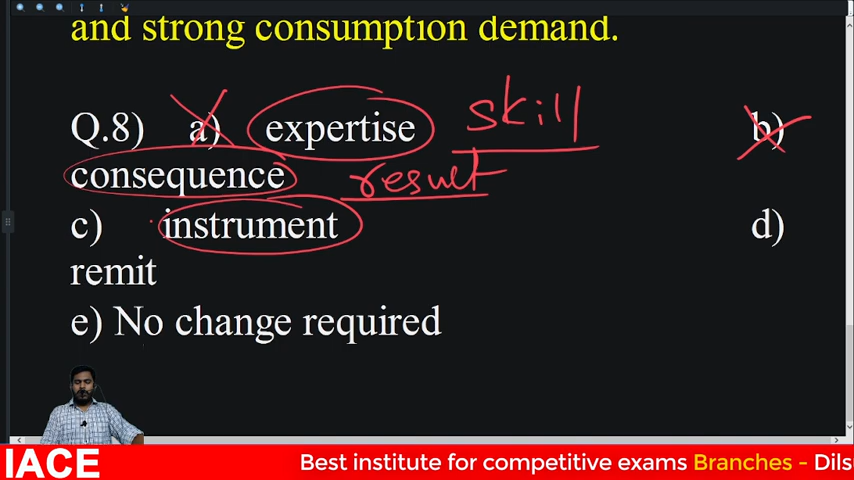 and strong consumption demand.
Q.8) a) expertise skill b)
consequence result
c) instrument d)
remit
e) No change required
IACE Best institute for competitive exams Branches - Dils